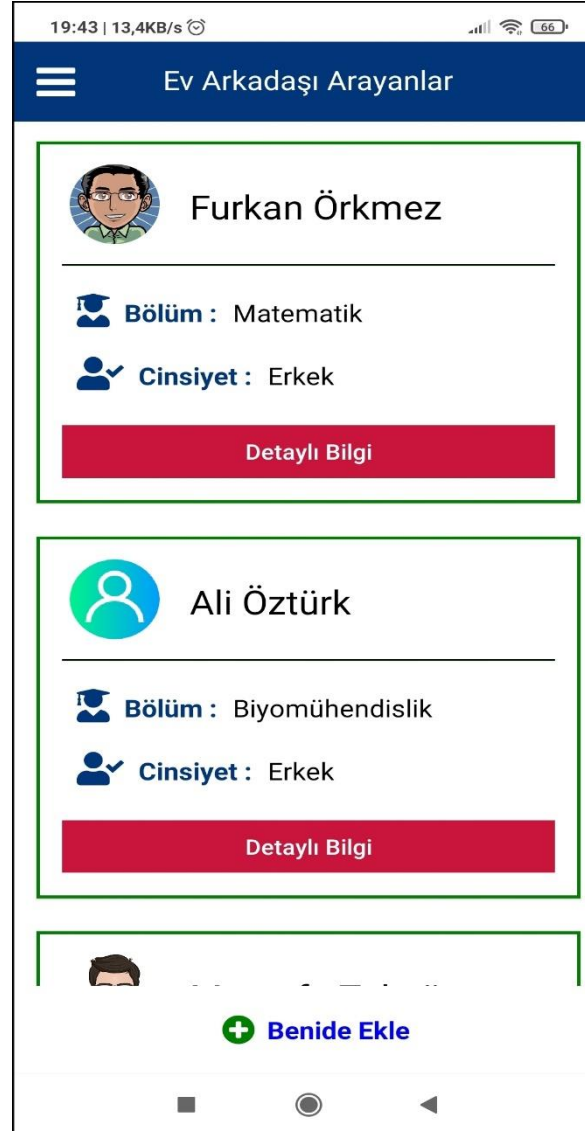 19:43 | 13,4KB/s
66
Ev Arkadaşı Arayanlar
Furkan Örkmez
Bölüm : Matematik
Cinsiyet : Erkek
Detaylı Bilgi
Ali Öztürk
Bölüm : Biyomühendislik
Cinsiyet : Erkek
Detaylı Bilgi
Benide Ekle